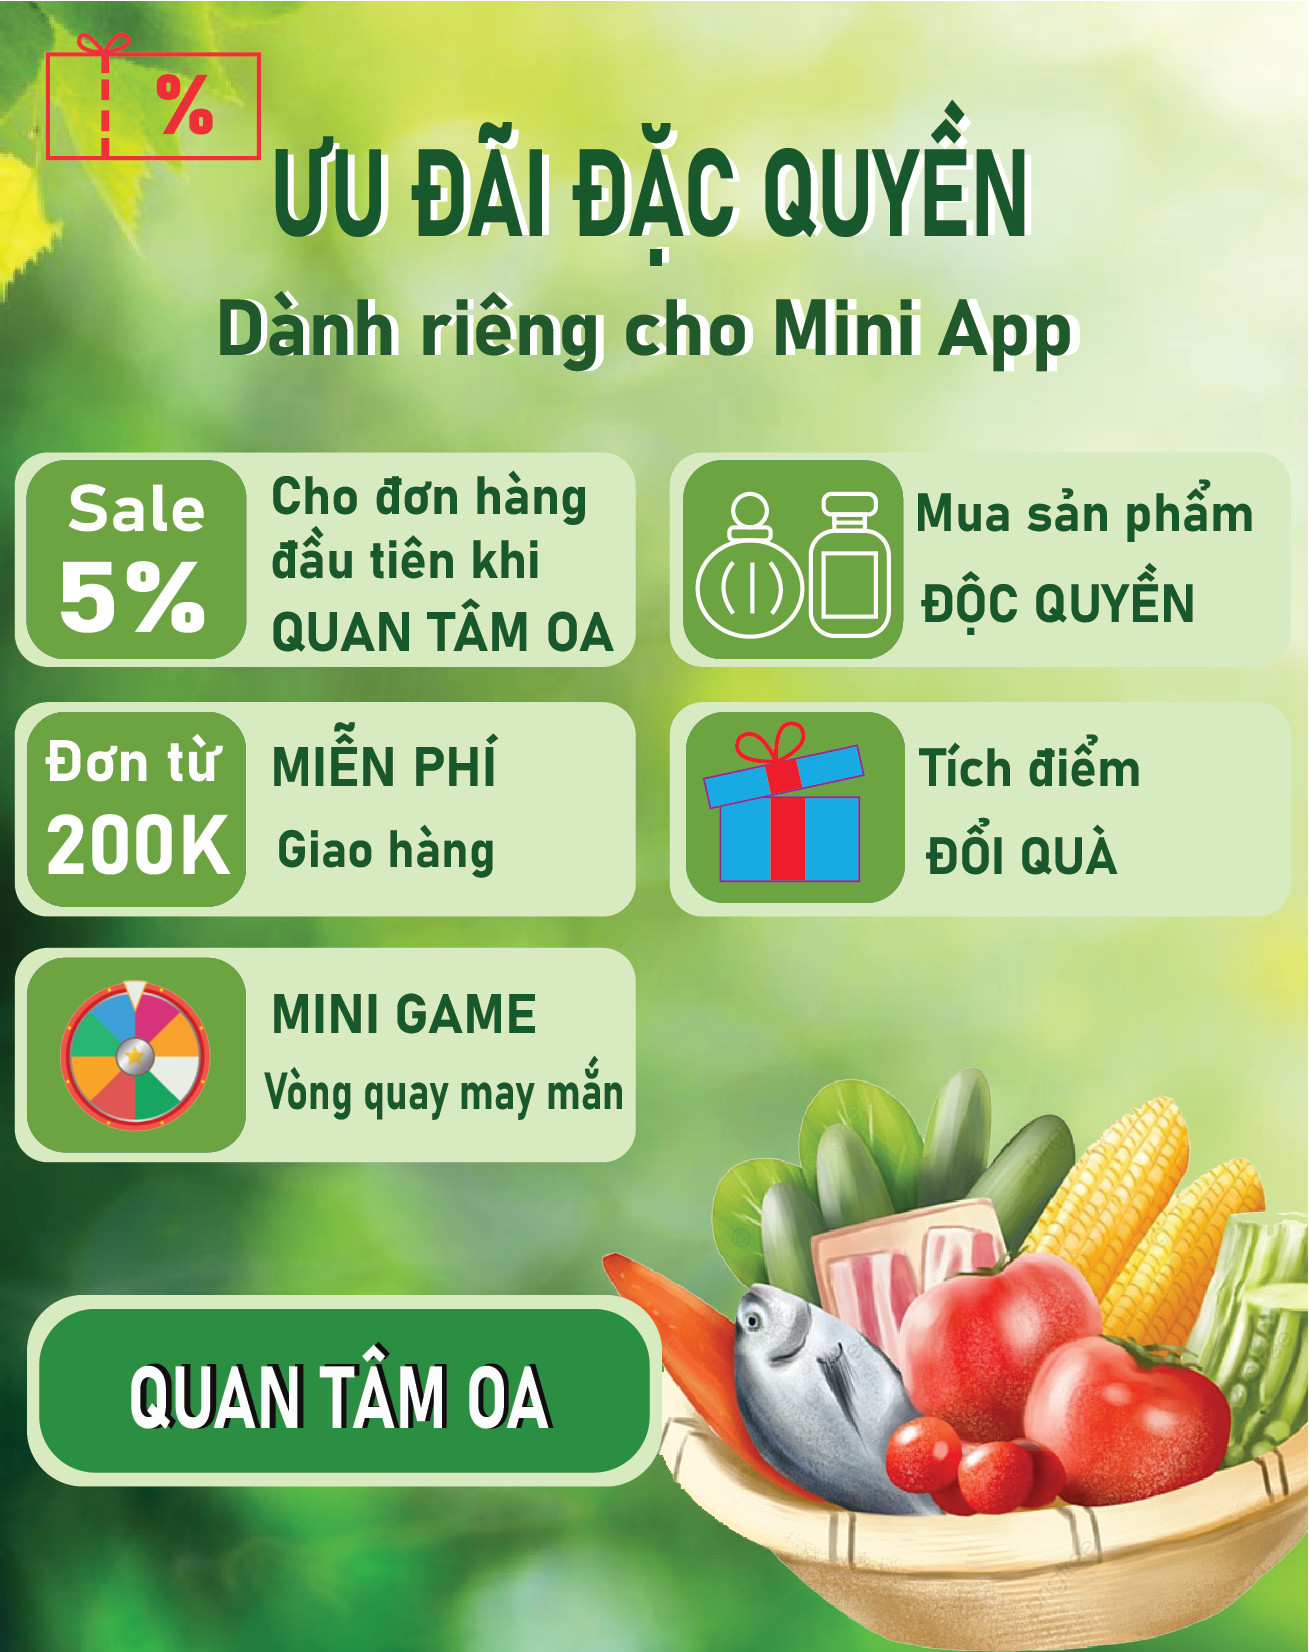 %
ƯU ĐÃI ĐẶC QUYỀN
Dành riêng cho Mini App
Sale
5%
Cho đơn hàng
đầu tiên khi
QUAN TÂM OA
Mua sản phẩm
ĐỘC QUYỀN
Đơn từ
200K
MIỄN PHÍ
Giao hàng
Tích điểm
ĐỔI QUÀ
MINI GAME
Vòng quay may mắn
QUAN TÂM OA